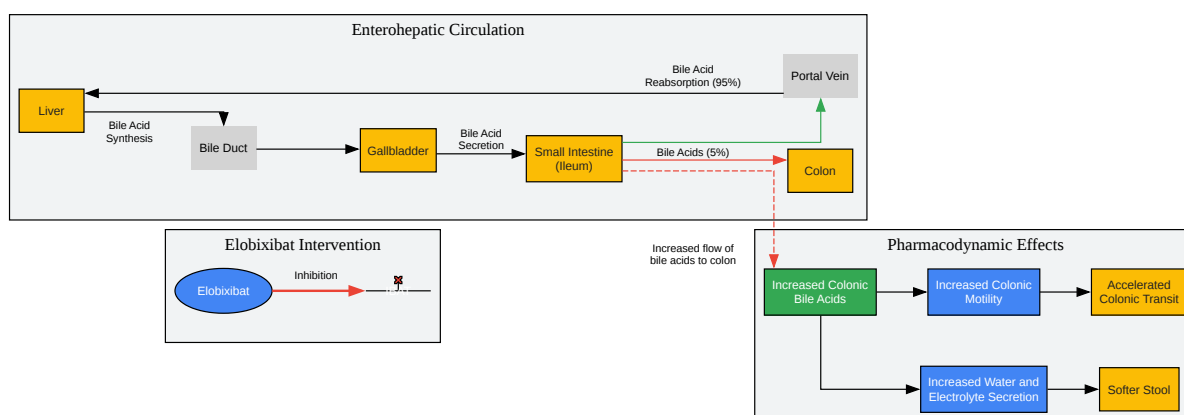 Enterohepatic Circulation
Bile Acid
Reabsorption (95%)
Portal Vein
Liver
Bile Acid
Synthesis
Bile Duct
Gallbladder
Bile Acid
Secretion
Small Intestine
(Ileum)
Bile Acids (5%)
Colon
Elobixibat Intervention
Elobixibat
Inhibition
Increased flow of
bile acids to colon
Pharmacodynamic Effects
Increased Colonic
Bile Acids
Increased Colonic
Motility
Accelerated
Colonic Transit
Increased Water and
Electrolyte Secretion
Softer Stool